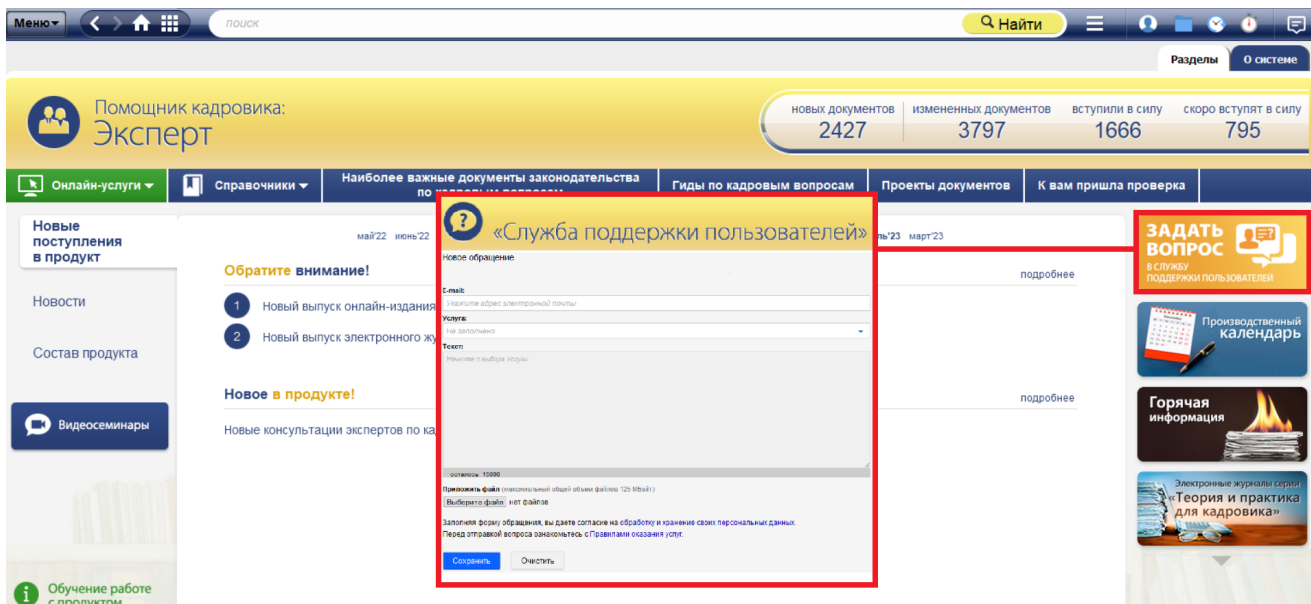 Меню
поиск
Найти
Разделы
О системе
Помощник кадровика:
Эксперт
новых документов
2427
измененных документов
3797
вступили в силу
1666
скоро вступят в силу
795
Онлайн-услуги
Справочники
Наиболее важные документы законодательства
по кадровым вопросам
Гиды по кадровым вопросам
Проекты документов
К вам пришла проверка
Новые
поступления
в продукт
Новости
Состав продукта
Видеосеминары
Обучение работе
с продуктом
май'22 июнь'22
март'23
Обратите внимание!
подробнее
1 Новый выпуск онлайн-издания
2 Новый выпуск электронного
Новое в продукте!
подробнее
Новые консультации экспертов по
«Служба поддержки пользователей»
Новое обращение
E-mail:
Укажите адрес электронной почты
Услуга:
Не заполнено
Текст:
Начните с выбора Услуги
осталось 15000
Приложить файл (максимальный общий объем файлов 125 Мбайт)
Выберите файл нет файлов
Заполняя форму обращения, вы даете согласие на обработку и хранение своих персональных данных.
Перед отправкой вопроса ознакомьтесь с Правилами оказания услуг.
Сохранить
Очистить
ЗАДАТЬ
ВОПРОС
В СЛУЖБУ
ПОДДЕРЖКИ ПОЛЬЗОВАТЕЛЕЙ
Производственный
календарь
Горячая
информация
Электронные журналы серии
«Теория и практика
для кадровика»